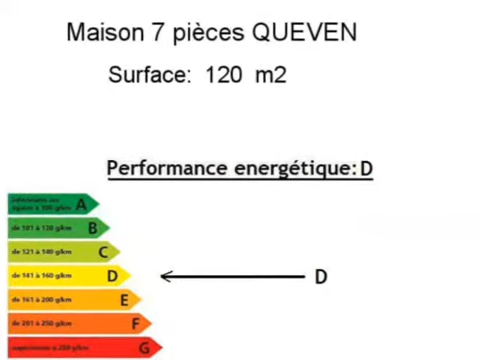 Maison 7 pièces QUEVEN
Surface: 120 m2
Performance energétique: D
A
de 101 à 120 g/km B
de 121 à 140 g/km C
de 141 à 160 g/km D
D
de 161 à 200 g/km E
de 201 à 250 g/km F
G